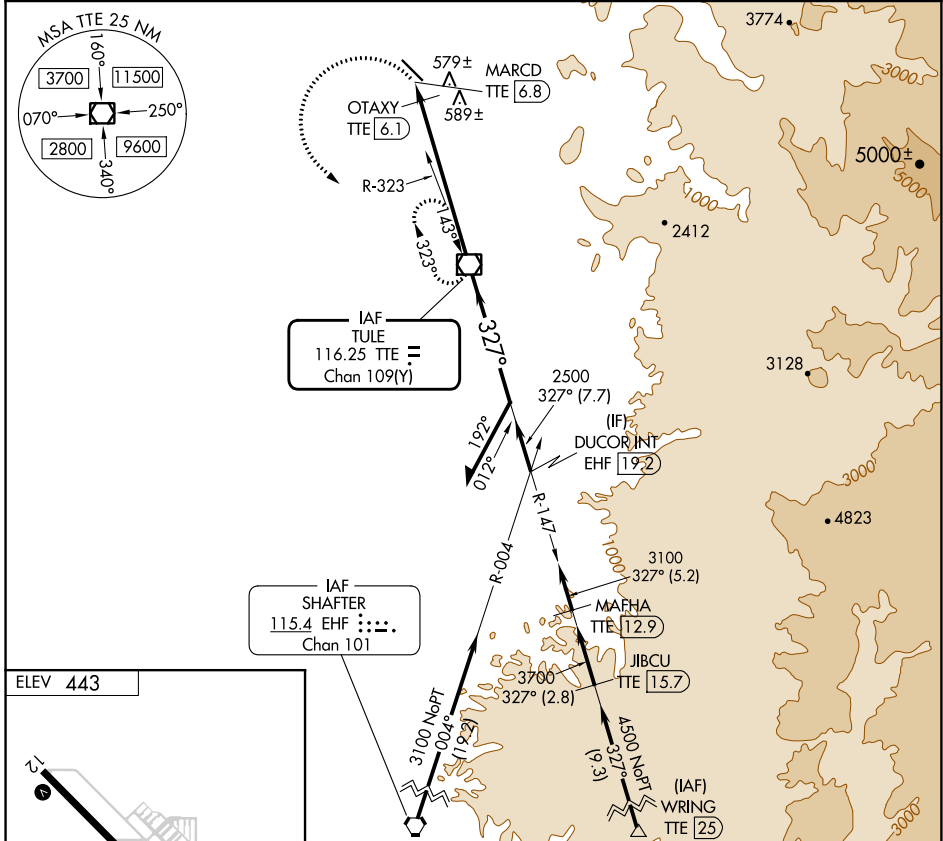 MSA TTE 25 NM
160°
3700
11500
070°
250°
2800
9600
340°
3774
3000
579±
MARCD
TTE 6.8
OTAXY
TTE 6.1
589±
5000±
5000
R-323
143°
1000
2412
323°
IAF
TULE
116.25 TTE
Chan 109(Y)
327°
3128
2500
327° (7.7)
(IF)
DUCOR INT
EHF 19.2
192°
012°
3000
R-147
4823
R-004
1000
3100
327° (5.2)
IAF
SHAFTER
115.4 EHF
Chan 101
MAFHA
TTE 12.9
JIBCU
TTE 15.7
3700
327° (2.8)
ELEV 443
3100 NoPT
004°
(19.2)
4500 NoPT
327°
(9.3)
(IAF)
WRING
TTE 25
12
V
1000
3000